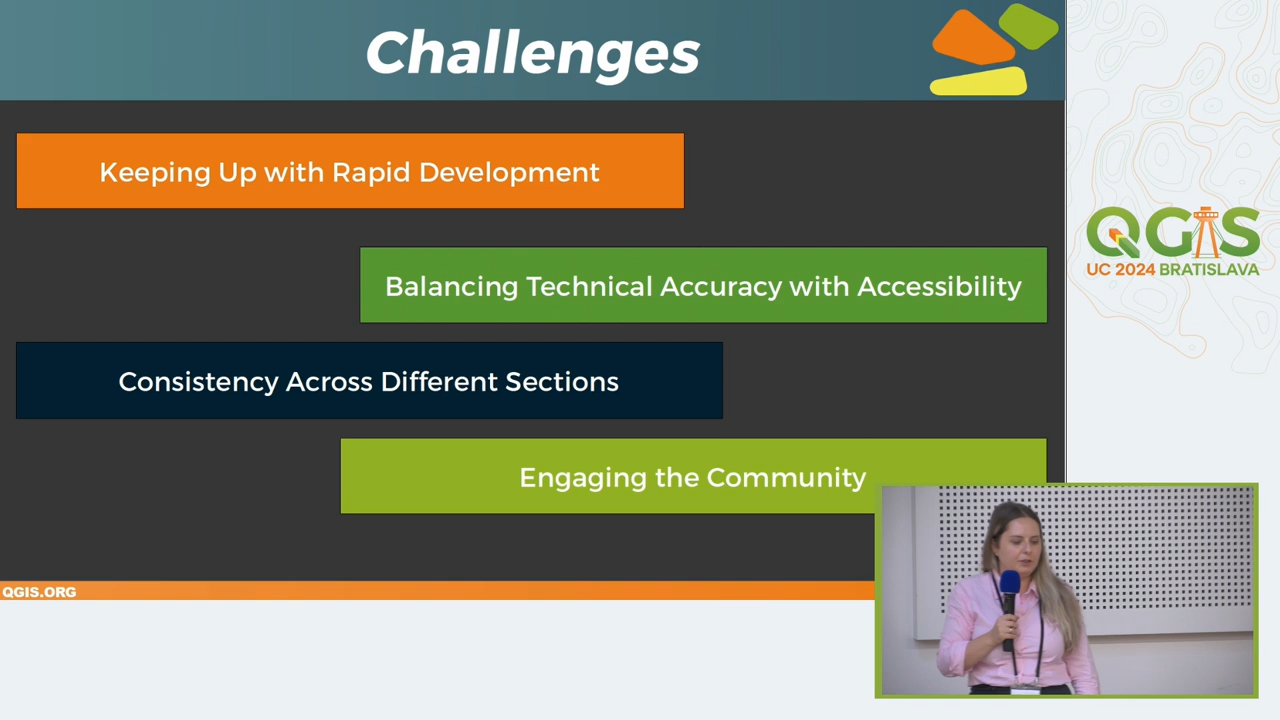 Challenges
Keeping Up with Rapid Development
Balancing Technical Accuracy with Accessibility
Consistency Across Different Sections
Engaging the Community
QGIS.ORG
QGIS
UC 2024 BRATISLAVA